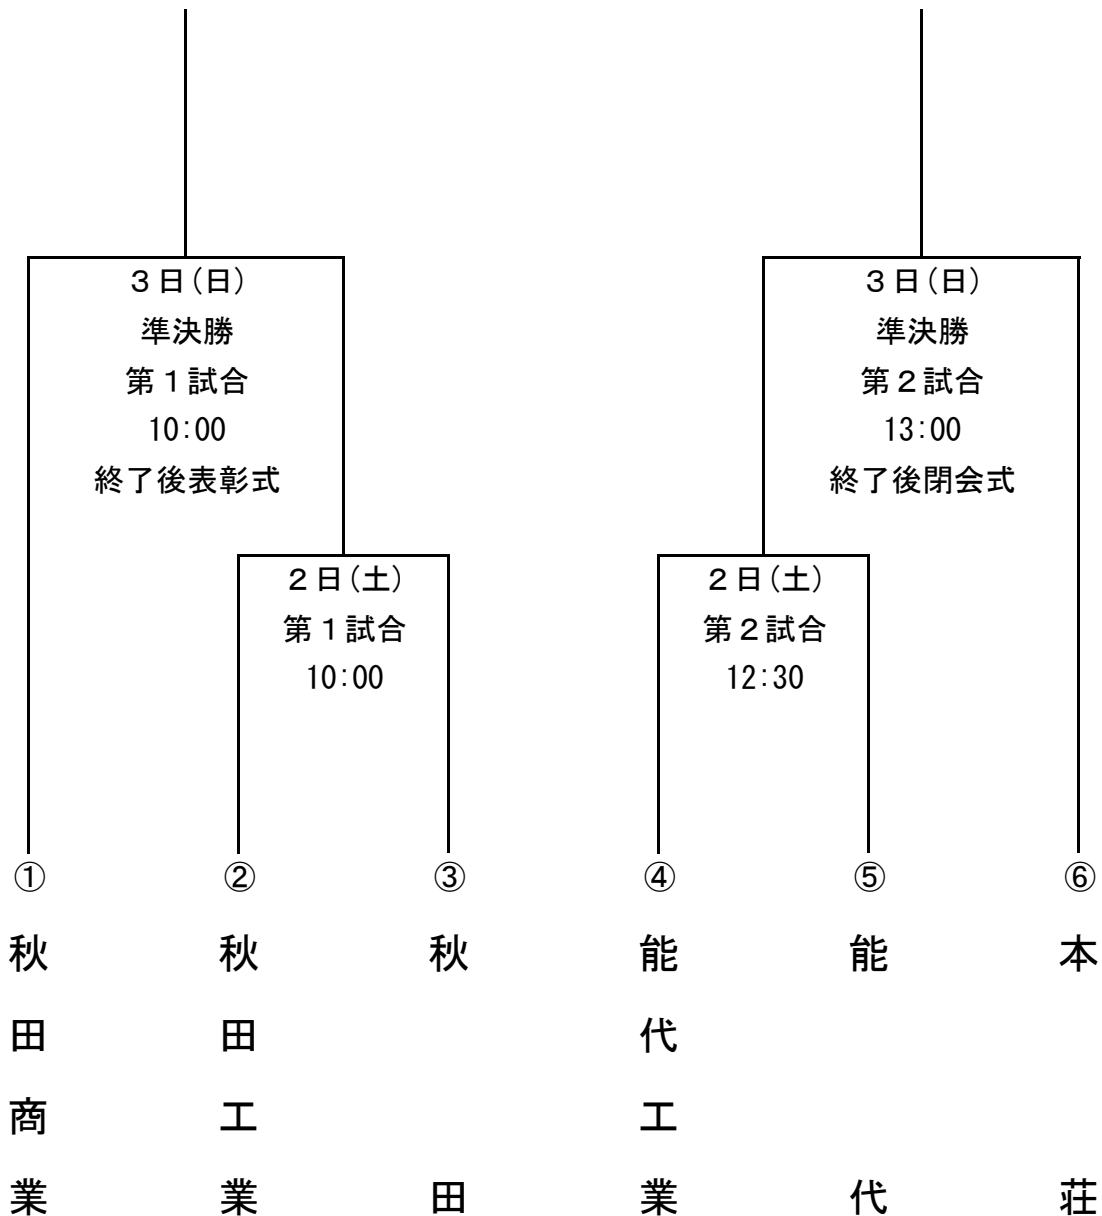 ３日(日)
準決勝
第１試合
10:00
終了後表彰式
３日(日)
準決勝
第２試合
13:00
終了後閉会式
２日(土)
第１試合
10:00
２日(土)
第２試合
12:30
①
秋田商業
②
秋田工業
③
秋田
④
能代工業
⑤
能代
⑥
本荘